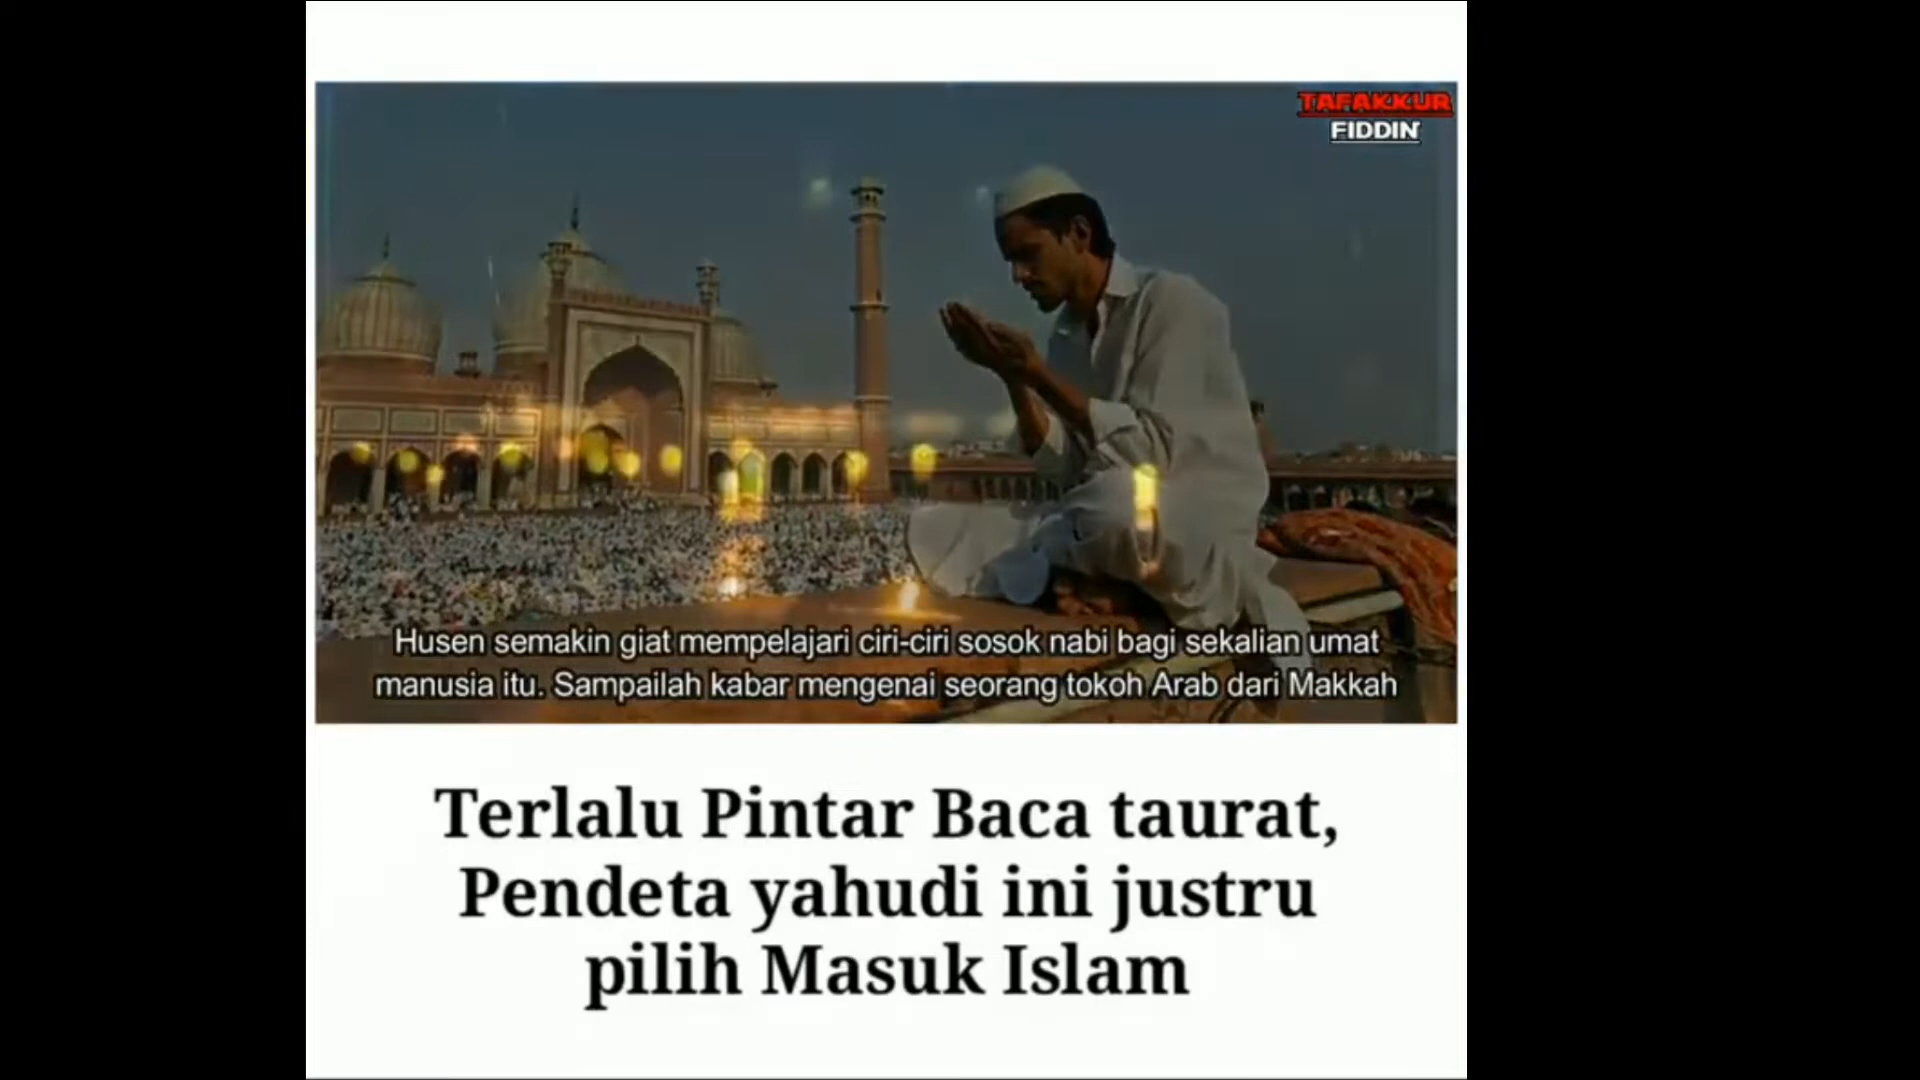 TAFAKKUR
FIDDIN
Husen semakin giat mempelajari ciri-ciri sosok nabi bagi sekalian umat
manusia itu. Sampailah kabar mengenai seorang tokoh Arab dari Makkah
Terlalu Pintar Baca taurat,
Pendeta yahudi ini justru
pilih Masuk Islam